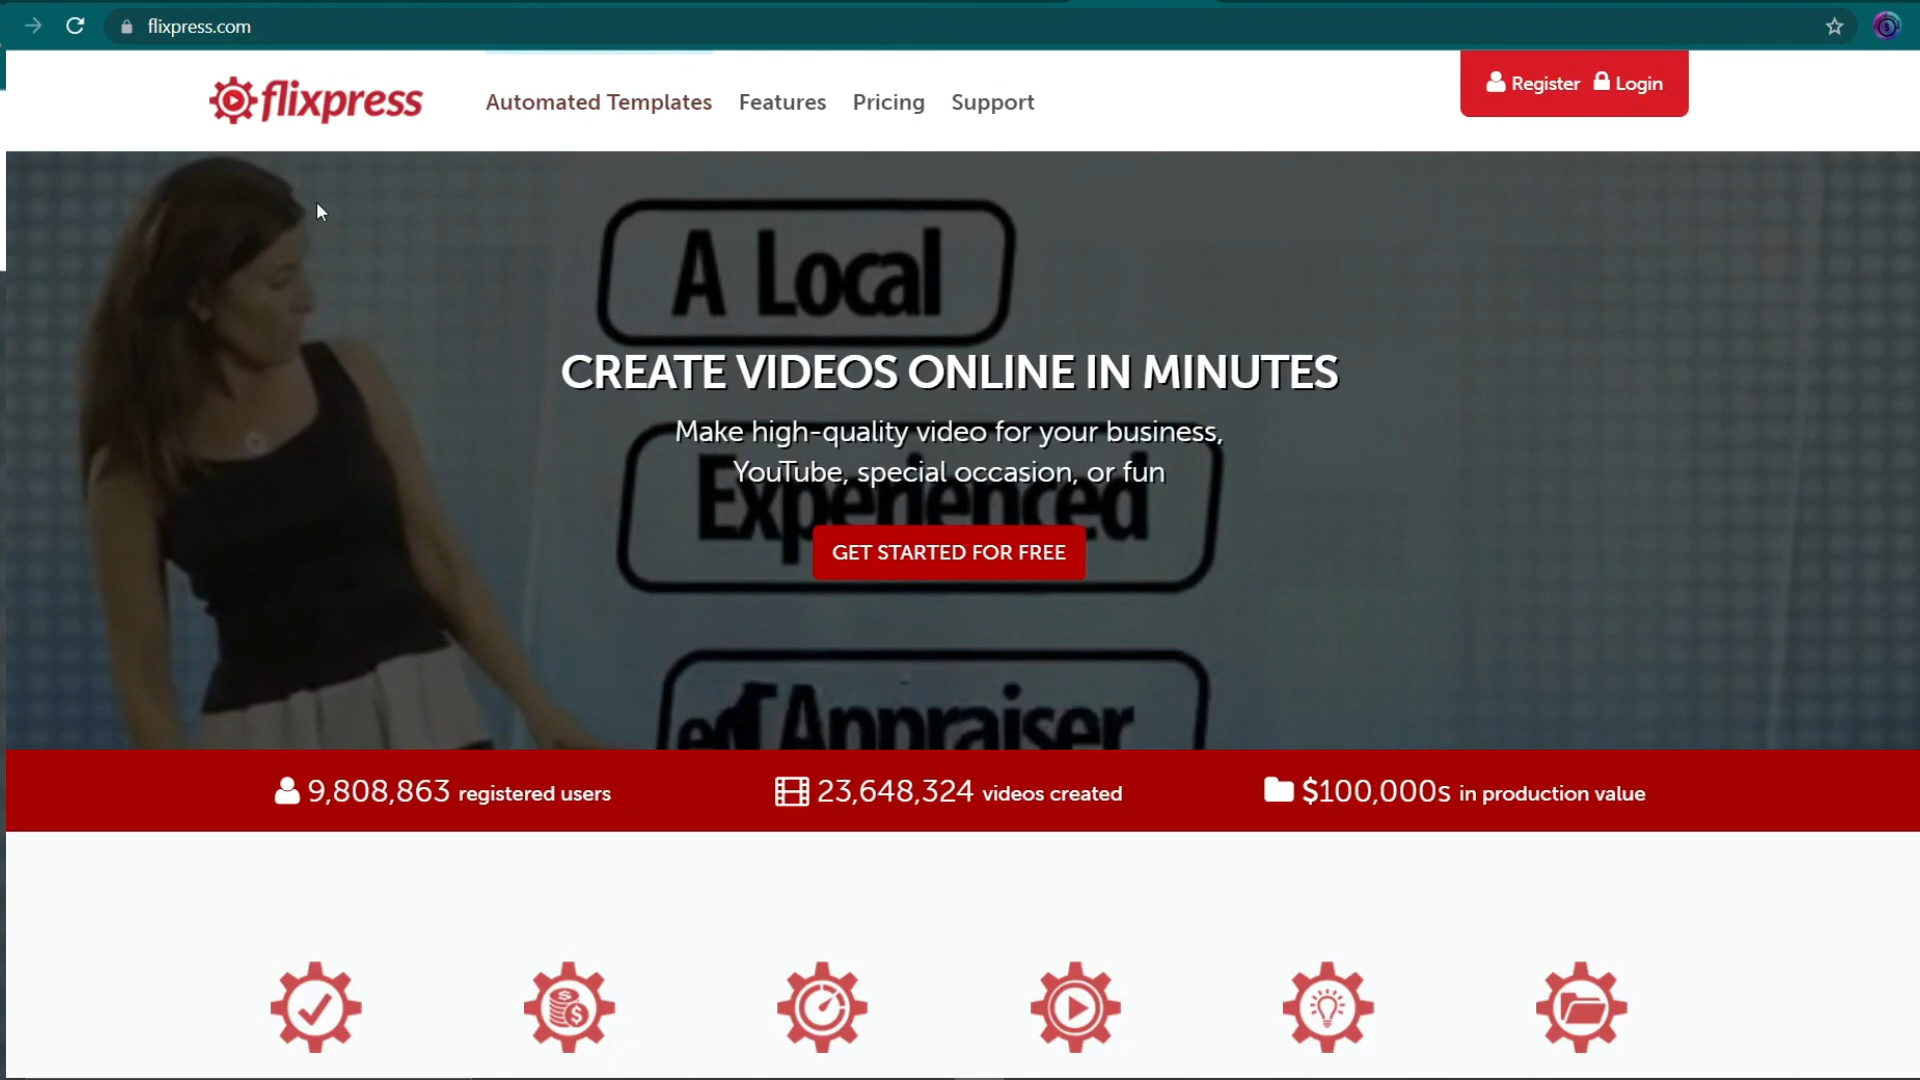 flixpress.com
flixpress
Automated Templates Features Pricing Support
Register Login
A Local
CREATE VIDEOS ONLINE IN MINUTES
Make high-quality video for your business,
YouTube, special occasion, or fun
Experienced
GET STARTED FOR FREE
Appraiser
9,808,863 registered users 23,648,324 videos created $100,000s in production value